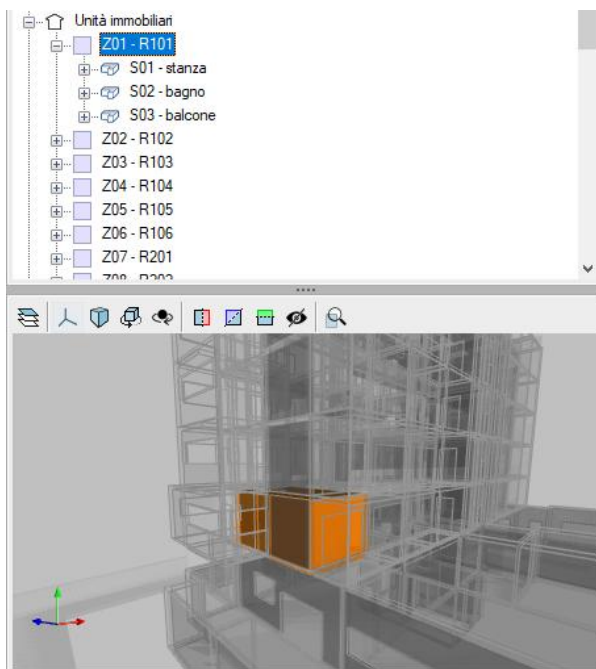 Unità immobiliari
Z01 - R101
S01 - stanza
S02 - bagno
S03 - balcone
Z02 - R102
Z03 - R103
Z04 - R104
Z05 - R105
Z06 - R106
Z07 - R201